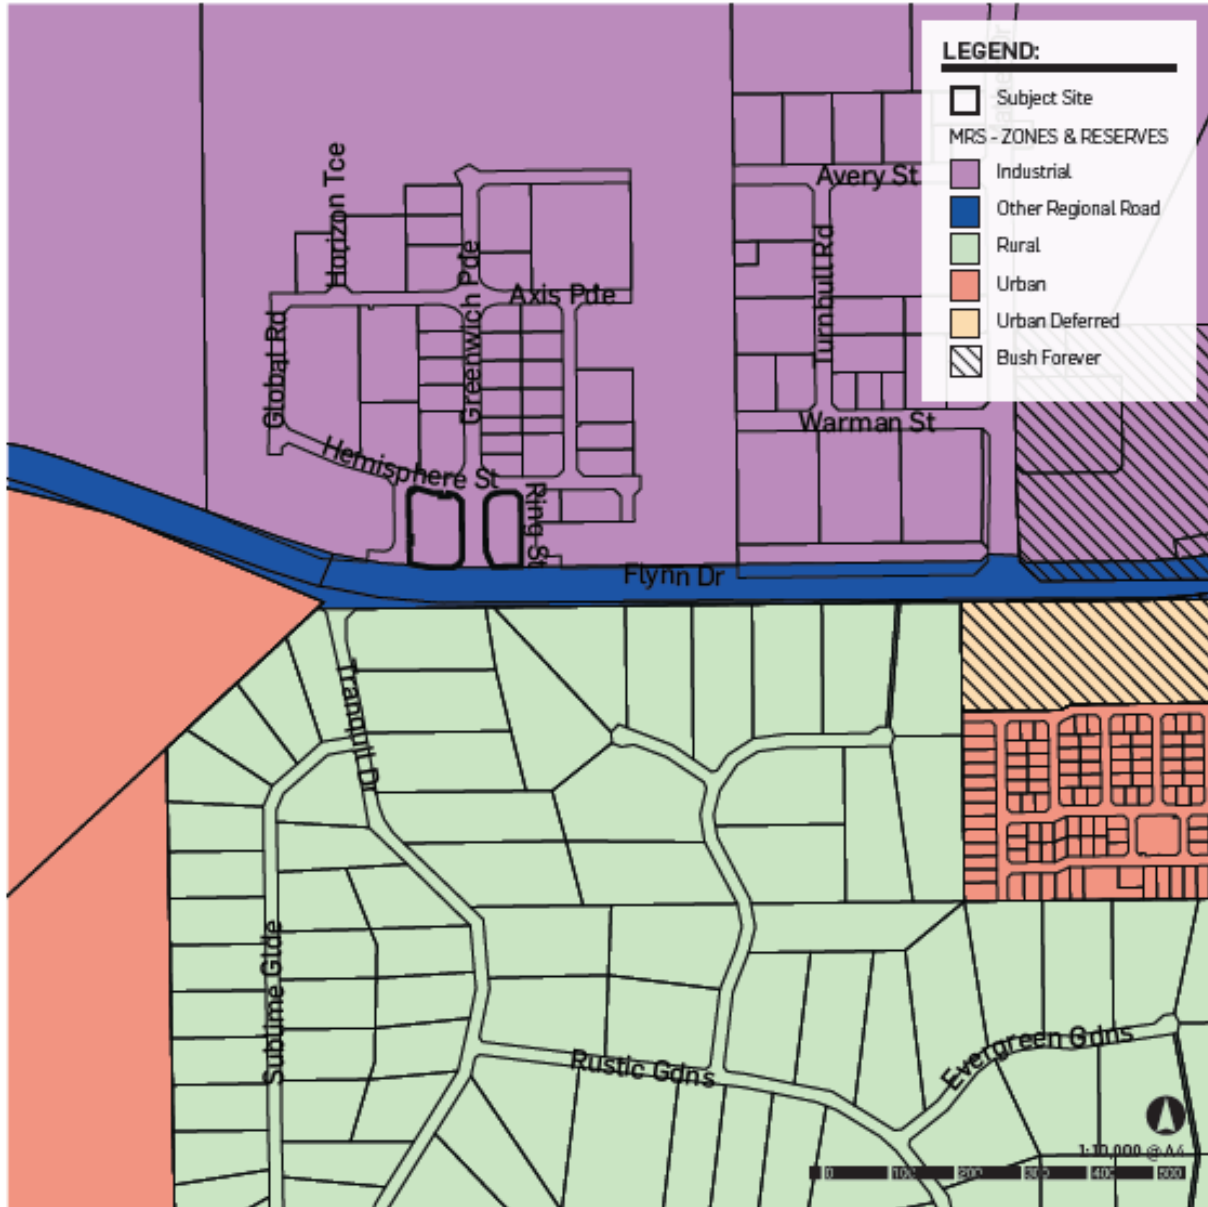 LEGEND:
Subject Site
MRS - ZONES & RESERVES
Industrial
Other Regional Road
Rural
Urban
Urban Deferred
Bush Forever
Horizon Tce
Avery St
Greenwich Pde
Axis Pde
Turnbull Rd
Global Rd
Warman St
Hemisphere St
Ring St
Flynn Dr
Tranquil Dr
Sublime Glde
Rustic Gdns
Evergreen Gdns
1:10,000 @ A4
0 100 200 300 400 500